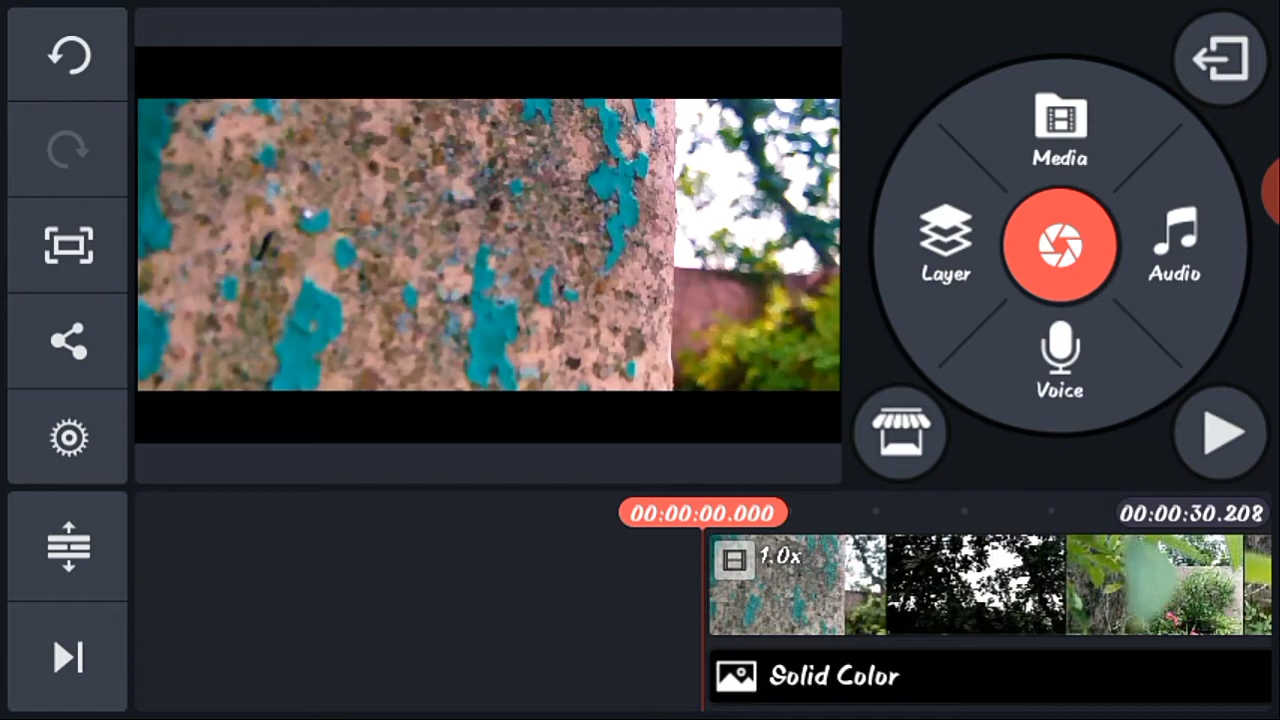 Media
Layer
Audio
Voice
00:00:00.000
00:00:30.208
1.0x
Solid Color